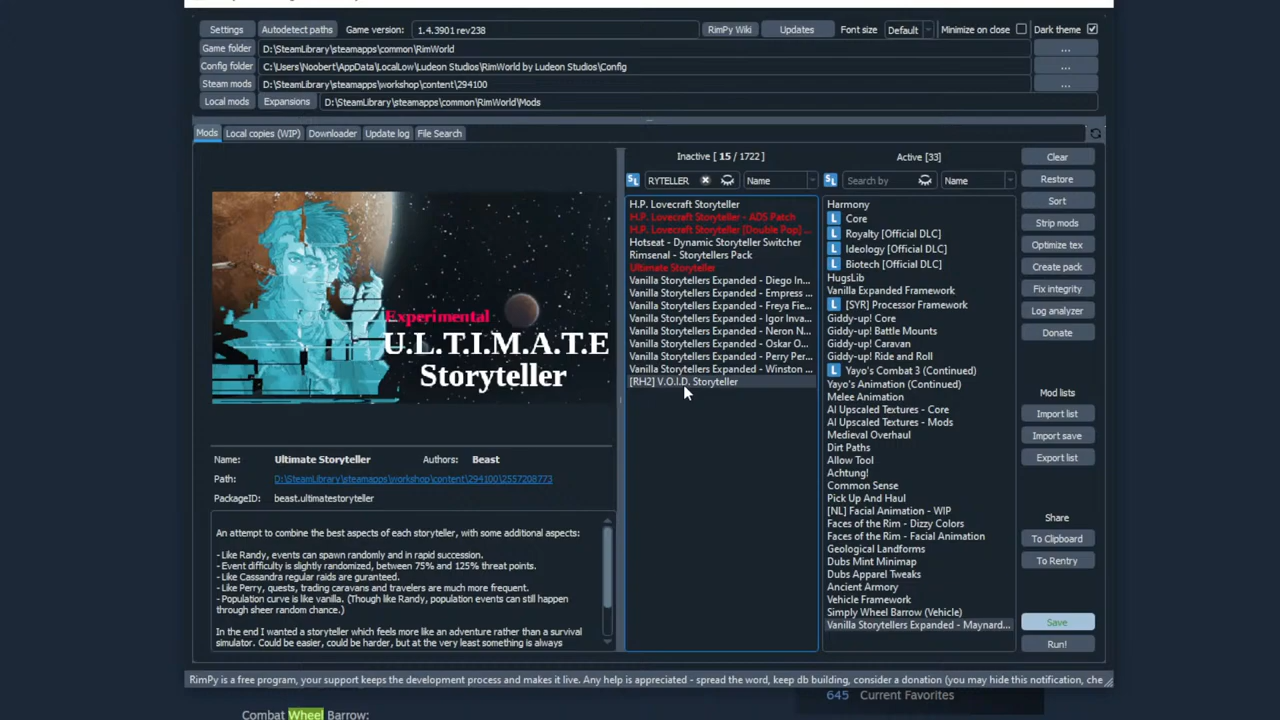 Settings Autodetect paths Game version: 1.4.3901 rev238 RimPy Wiki Updates Font size Default Minimize on close Dark theme
Game folder D:\SteamLibrary\steamapps\common\RimWorld ...
Config folder C:\Users\Noobert\AppData\LocalLow\Ludeon Studios\RimWorld by Ludeon Studios\Config ...
Steam mods D:\SteamLibrary\steamapps\workshop\content\294100 ...
Local mods Expansions D:\SteamLibrary\steamapps\common\RimWorld\Mods
Mods Local copies (WIP) Downloader Update log File Search
Experimental
U.L.T.I.M.A.T.E
Storyteller
Name: Ultimate Storyteller Authors: Beast
Path: D:\SteamLibrary\steamapps\workshop\content\294100\2557208773
PackageID: beast.ultimatestoryteller
An attempt to combine the best aspects of each storyteller, with some additional aspects:
- Like Randy, events can spawn randomly and in rapid succession.
- Event difficulty is slightly randomized, between 75% and 125% threat points.
- Like Cassandra regular raids are guranteed.
- Like Perry, quests, trading caravans and travelers are much more frequent.
- Population curve is like vanilla. (Though like Randy, population events can still happen
through sheer random chance.)
In the end I wanted a storyteller which feels more like an adventure rather than a survival
simulator. Could be easier, could be harder, but at the very least something is always
Inactive [ 15 / 1722 ]
SL RYTELLER Name
H.P. Lovecraft Storyteller
H.P. Lovecraft Storyteller - ADS Patch
H.P. Lovecraft Storyteller [Double Pop] ...
Hotseat - Dynamic Storyteller Switcher
Rimsenal - Storytellers Pack
Ultimate Storyteller
Vanilla Storytellers Expanded - Diego In...
Vanilla Storytellers Expanded - Empress ...
Vanilla Storytellers Expanded - Freya Fie...
Vanilla Storytellers Expanded - Igor Inva...
Vanilla Storytellers Expanded - Neron N...
Vanilla Storytellers Expanded - Oskar O...
Vanilla Storytellers Expanded - Perry Per...
Vanilla Storytellers Expanded - Winston ...
[RH2] V.O.I.D. Storyteller
Active [33]
SL Search by Name
Harmony
L Core
L Royalty [Official DLC]
L Ideology [Official DLC]
L Biotech [Official DLC]
HugsLib
Vanilla Expanded Framework
L [SYR] Processor Framework
Giddy-up! Core
Giddy-up! Battle Mounts
Giddy-up! Caravan
Giddy-up! Ride and Roll
L Yayo's Combat 3 (Continued)
Yayo's Animation (Continued)
Melee Animation
AI Upscaled Textures - Core
AI Upscaled Textures - Mods
Medieval Overhaul
Dirt Paths
Allow Tool
Achtung!
Common Sense
Pick Up And Haul
[NL] Facial Animation - WIP
Faces of the Rim - Dizzy Colors
Faces of the Rim - Facial Animation
Geological Landforms
Dubs Mint Minimap
Dubs Apparel Tweaks
Ancient Armory
Vehicle Framework
Simply Wheel Barrow (Vehicle)
Vanilla Storytellers Expanded - Maynard...
Clear
Restore
Sort
Strip mods
Optimize tex
Create pack
Fix integrity
Log analyzer
Donate
Mod lists
Import list
Import save
Export list
Share
To Clipboard
To Rentry
Save
Run!
RimPy is a free program, your support keeps the development process and makes it live. Any help is appreciated - spread the word, keep db building, consider a donation (you may hide this notification, che
645 Current Favorites
Combat Wheel Barrow: